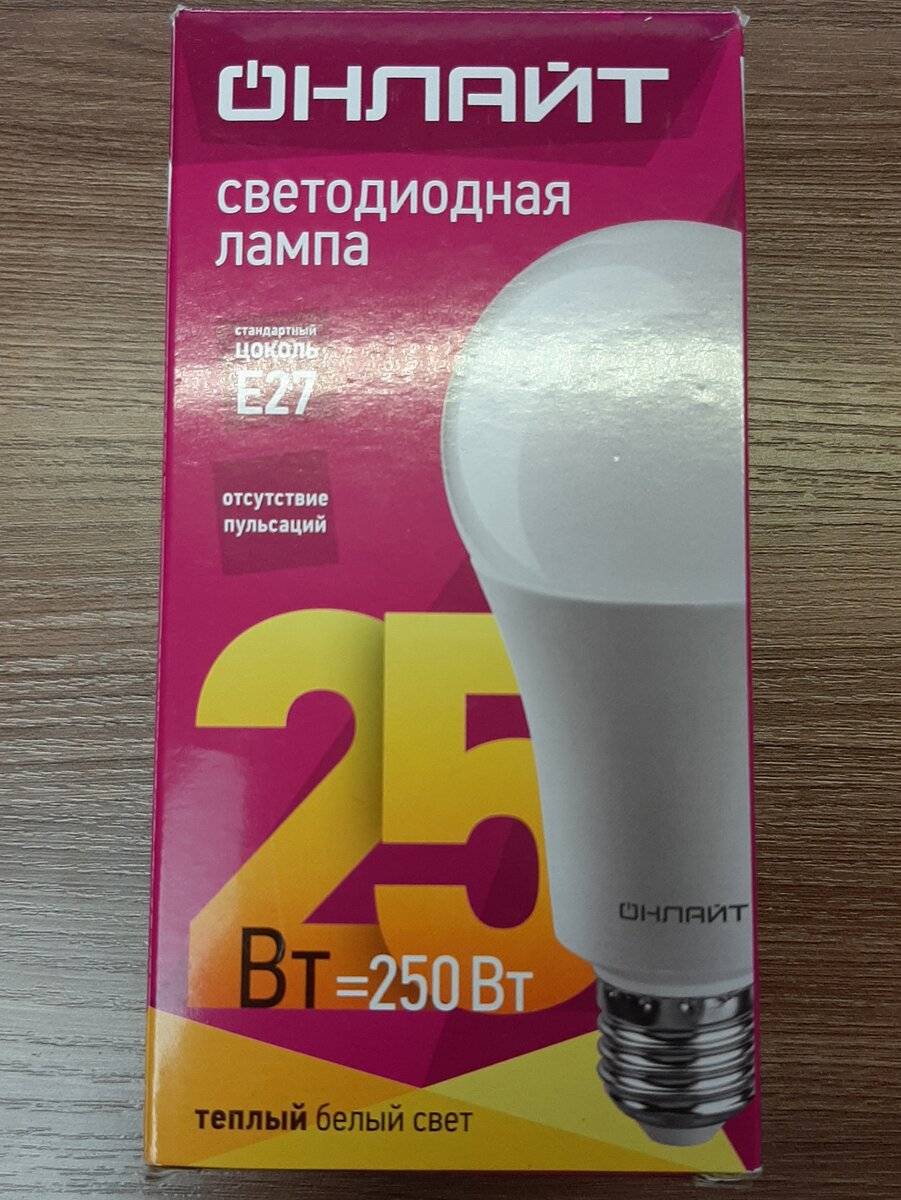 ОНЛАЙТ
светодиодная
лампа
стандартный
цоколь
E27
отсутствие
пульсаций
25
Вт =250 Вт
ОНЛАЙТ
теплый белый свет